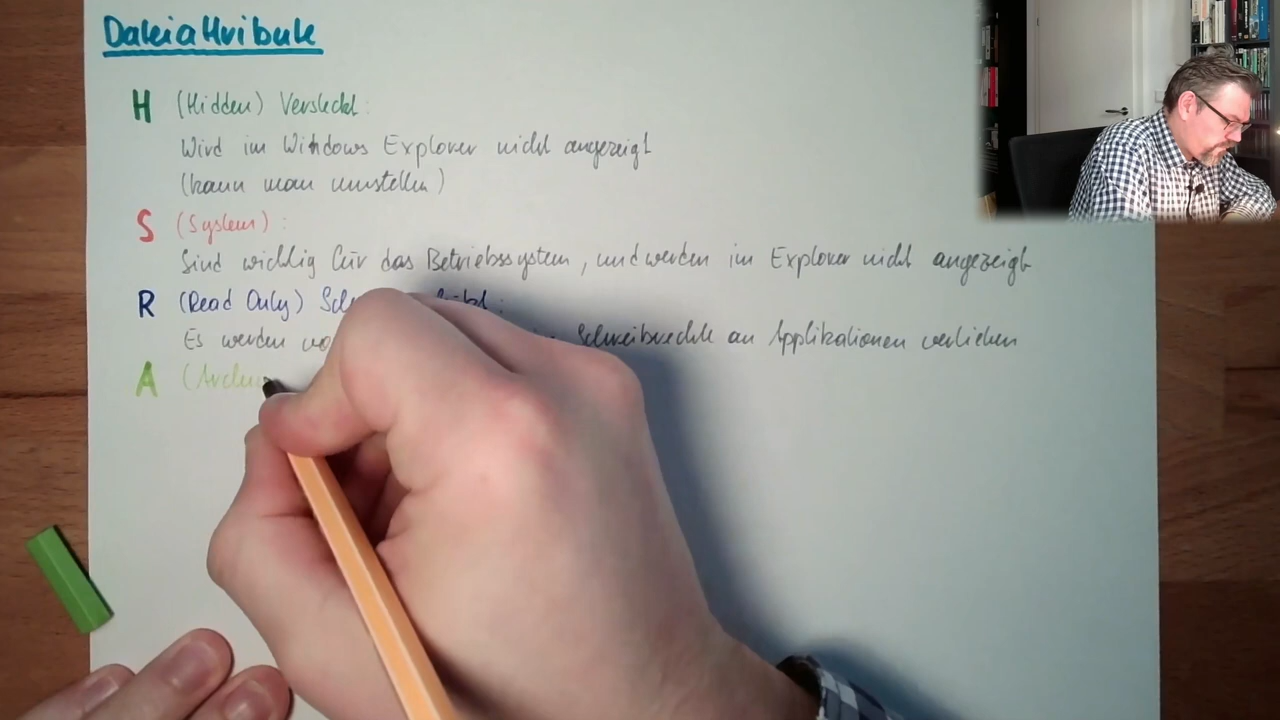 Dateiattribute
H (Hidden) Versteckt:
Wird im Windows Explorer nicht angezeigt
(kann man umstellen)
S (System):
Sind wichtig für das Betriebssystem, und werden im Explorer nicht angezeigt
R (Read Only)
Es werden Schreibrechte an Applikationen verliehen
A